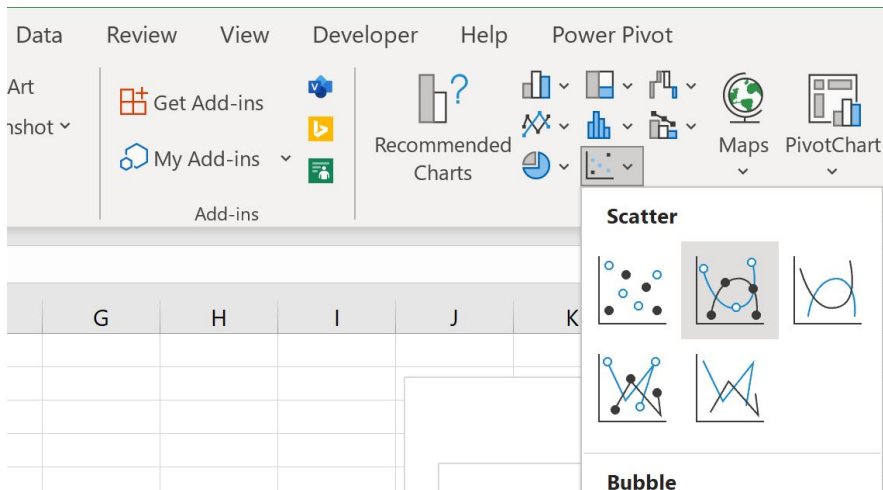 Data Review View Developer Help Power Pivot
Art
nshot
Get Add-ins
My Add-ins
Add-ins
Recommended
Charts
Maps
PivotChart
Scatter
G H I J K
Bubble